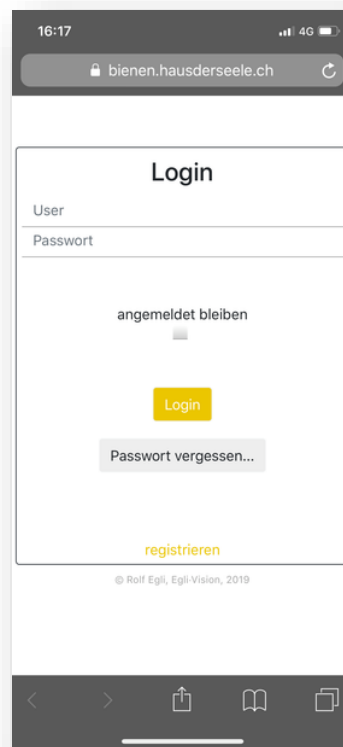 16:17
4G
bienen.hausderseele.ch
Login
User
Passwort
angemeldet bleiben
Login
Passwort vergessen...
registrieren
© Rolf Egli, Egli-Vision, 2019